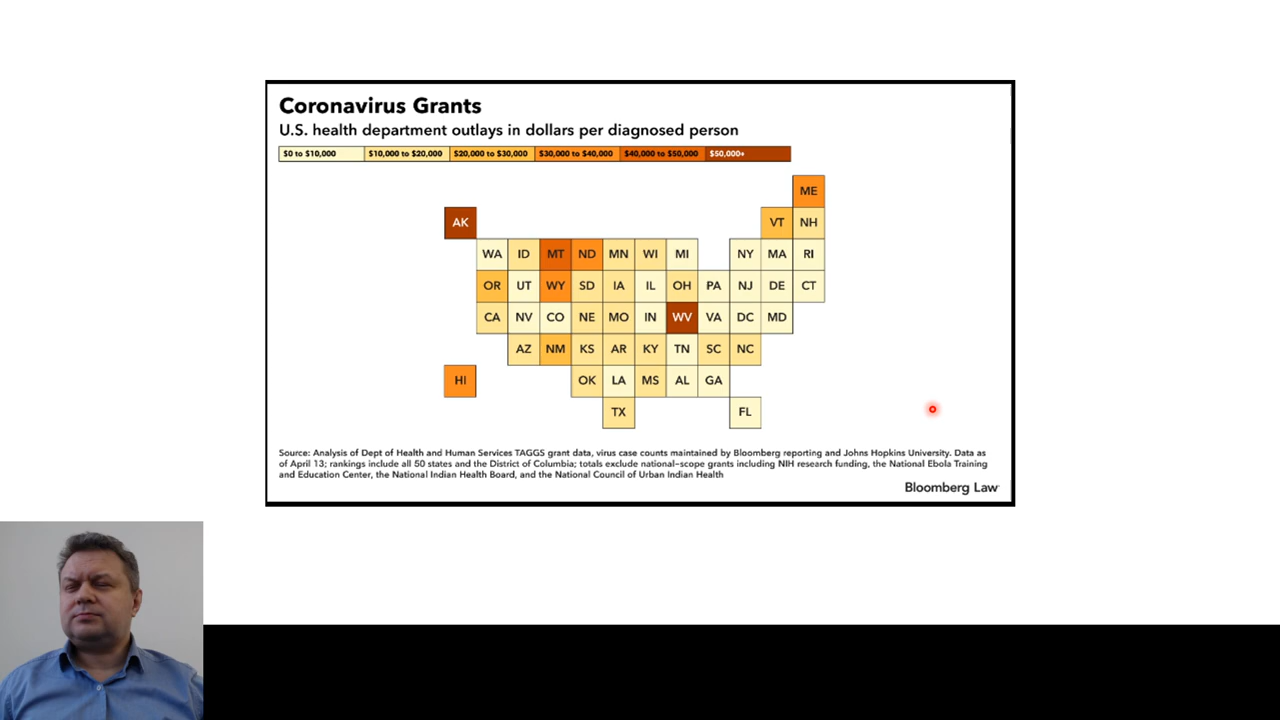 Coronavirus Grants
U.S. health department outlays in dollars per diagnosed person
$0 to $10,000 $10,000 to $20,000 $20,000 to $30,000 $30,000 to $40,000 $40,000 to $50,000 $50,000+
ME
AK VT NH
WA ID MT ND MN WI MI NY MA RI
OR UT WY SD IA IL OH PA NJ DE CT
CA NV CO NE MO IN WV VA DC MD
AZ NM KS AR KY TN SC NC
HI OK LA MS AL GA
TX FL
Source: Analysis of Dept of Health and Human Services TAGGS grant data, virus case counts maintained by Bloomberg reporting and Johns Hopkins University. Data as
of April 13; rankings include all 50 states and the District of Columbia; totals exclude national-scope grants including NIH research funding, the National Ebola Training
and Education Center, the National Indian Health Board, and the National Council of Urban Indian Health
Bloomberg Law